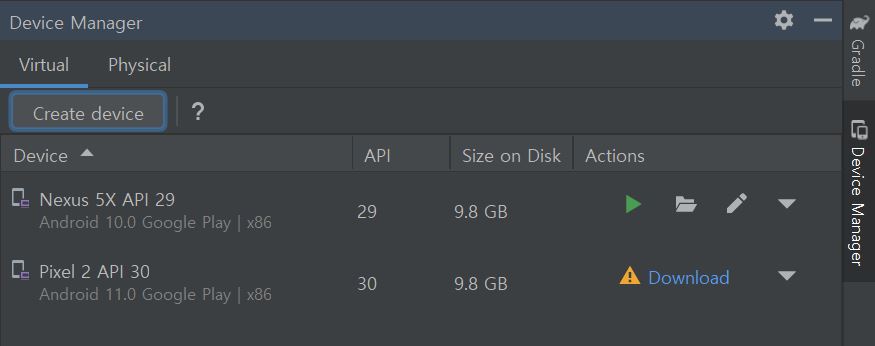 Device Manager
Virtual Physical
Create device ?
Device API Size on Disk Actions
Nexus 5X API 29 29 9.8 GB
Android 10.0 Google Play | x86
Pixel 2 API 30 30 9.8 GB Download
Android 11.0 Google Play | x86
Gradle
Device Manager